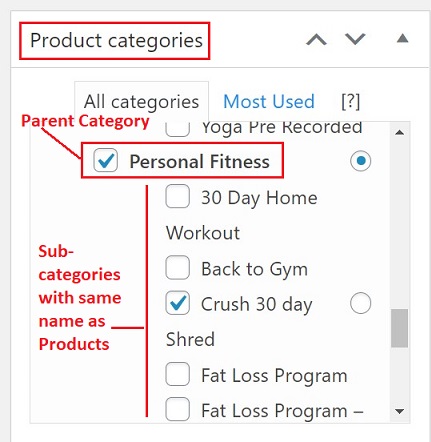 Product categories
All categories
Most Used
[?]
Parent Category
Yoga Pre Recorded
Personal Fitness
30 Day Home
Workout
Back to Gym
Crush 30 day
Shred
Fat Loss Program
Fat Loss Program –
Sub-
categories
with same
name as
Products